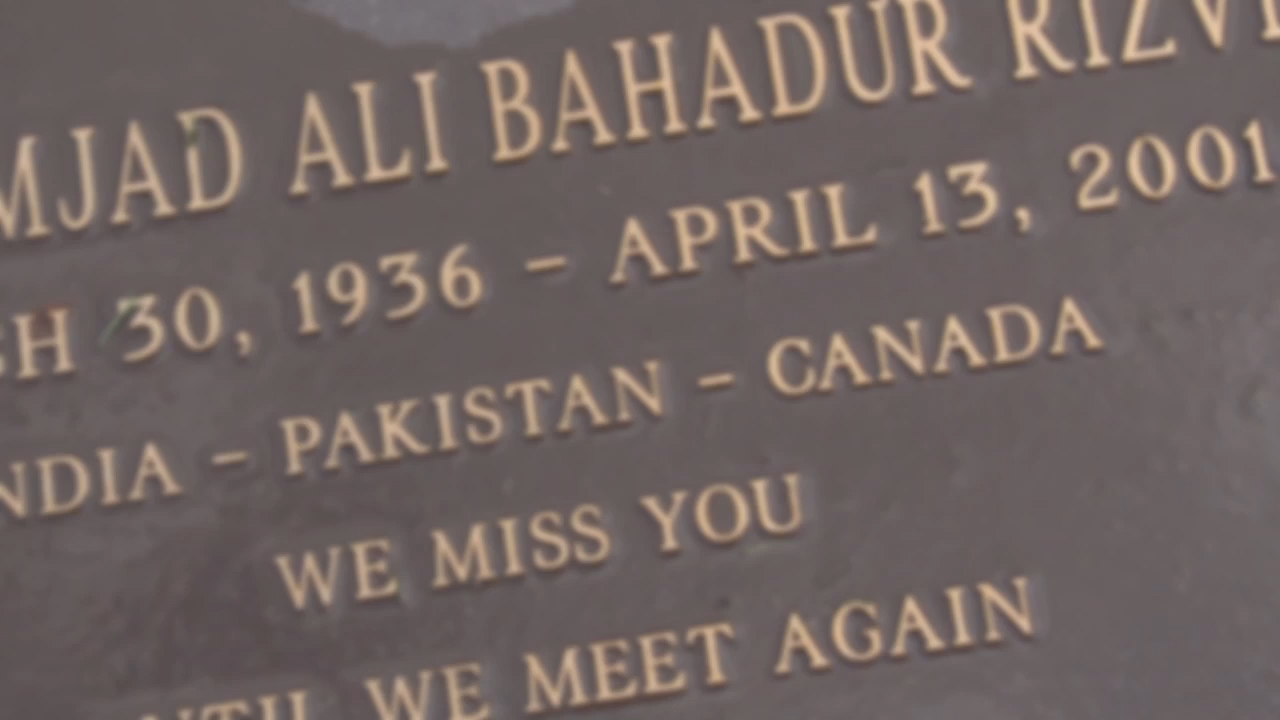 MJAD ALI BAHADUR RIZVI
CH 30, 1936 – APRIL 13, 2001
NDIA – PAKISTAN – CANADA
WE MISS YOU
NTIL WE MEET AGAIN